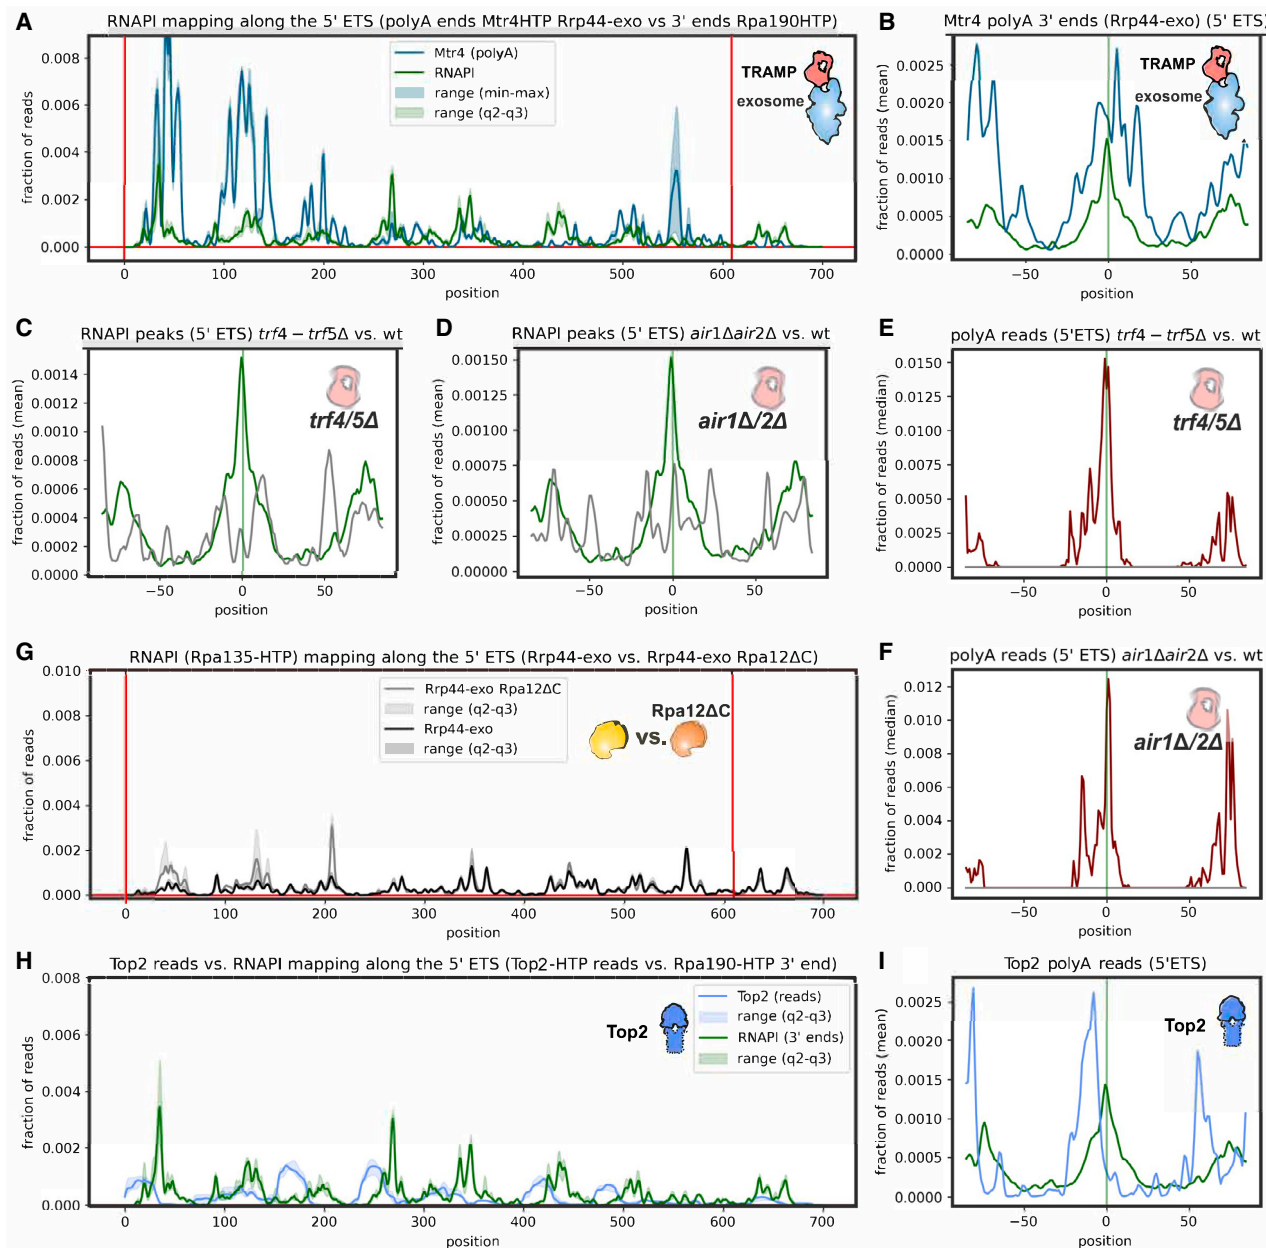 A
RNAPI mapping along the 5' ETS (polyA ends Mtr4HTP Rrp44-exo vs 3' ends Rpa190HTP)
fraction of reads
0.008
0.006
0.004
0.002
0.000
Mtr4 (polyA)
RNAPI
range (min-max)
range (q2-q3)
TRAMP
exosome
0 100 200 300 400 500 600 700
position
B
Mtr4 polyA 3' ends (Rrp44-exo) (5' ETS)
fraction of reads (mean)
0.0025
0.0020
0.0015
0.0010
0.0005
0.0000
TRAMP
exosome
−50 0 50
position
C
RNAPI peaks (5' ETS) trf4 − trf5Δ vs. wt
fraction of reads (mean)
0.0014
0.0012
0.0010
0.0008
0.0006
0.0004
0.0002
0.0000
trf4/5Δ
−50 0 50
position
D
RNAPI peaks (5' ETS) air1Δair2Δ vs. wt
fraction of reads (mean)
0.00150
0.00125
0.00100
0.00075
0.00050
0.00025
0.00000
air1Δ/2Δ
−50 0 50
position
E
polyA reads (5'ETS) trf4 − trf5Δ vs. wt
fraction of reads (median)
0.0150
0.0125
0.0100
0.0075
0.0050
0.0025
0.0000
trf4/5Δ
−50 0 50
position
G
RNAPI (Rpa135-HTP) mapping along the 5' ETS (Rrp44-exo vs. Rrp44-exo Rpa12ΔC)
fraction of reads
0.010
0.008
0.006
0.004
0.002
0.000
Rrp44-exo Rpa12ΔC
range (q2-q3)
Rrp44-exo
range (q2-q3)
Rpa12ΔC
vs.
0 100 200 300 400 500 600 700
position
F
polyA reads (5' ETS) air1Δair2Δ vs. wt
fraction of reads (median)
0.012
0.010
0.008
0.006
0.004
0.002
0.000
air1Δ/2Δ
−50 0 50
position
H
Top2 reads vs. RNAPI mapping along the 5' ETS (Top2-HTP reads vs. Rpa190-HTP 3' end)
fraction of reads
0.008
0.006
0.004
0.002
0.000
Top2
Top2 (reads)
range (q2-q3)
RNAPI (3' ends)
range (q2-q3)
0 100 200 300 400 500 600 700
position
I
Top2 polyA reads (5'ETS)
fraction of reads (mean)
0.0025
0.0020
0.0015
0.0010
0.0005
0.0000
Top2
−50 0 50
position